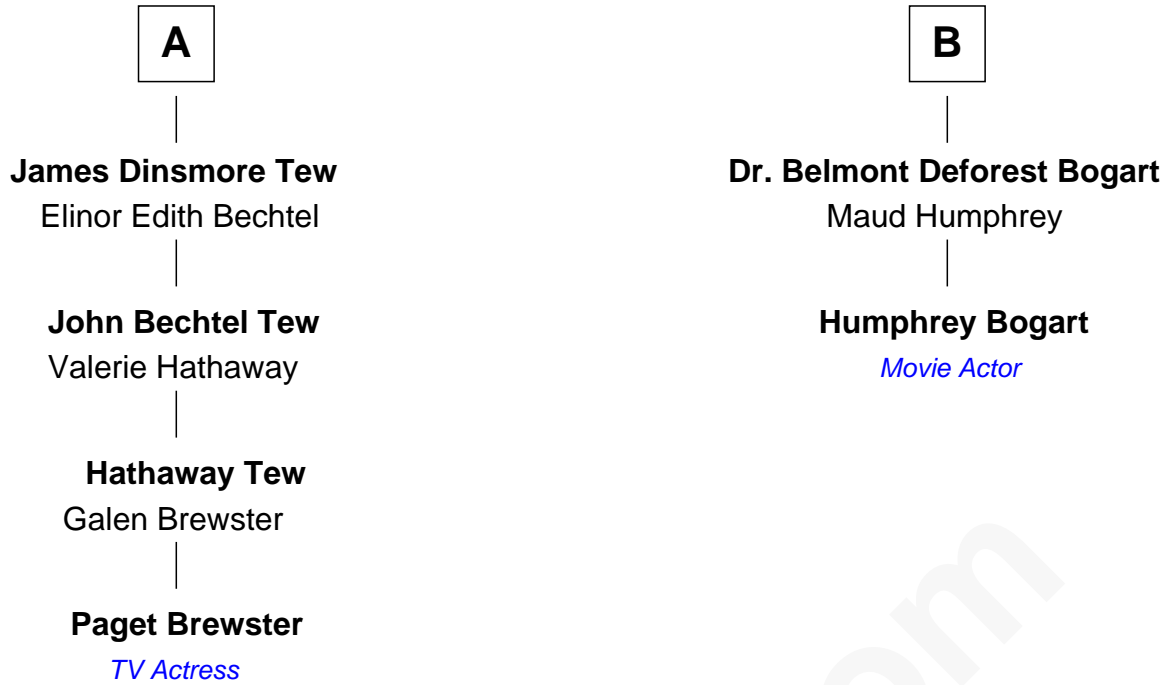 A
James Dinsmore Tew
Elinor Edith Bechtel
John Bechtel Tew
Valerie Hathaway
Hathaway Tew
Galen Brewster
Paget Brewster
TV Actress
B
Dr. Belmont Deforest Bogart
Maud Humphrey
Humphrey Bogart
Movie Actor
om